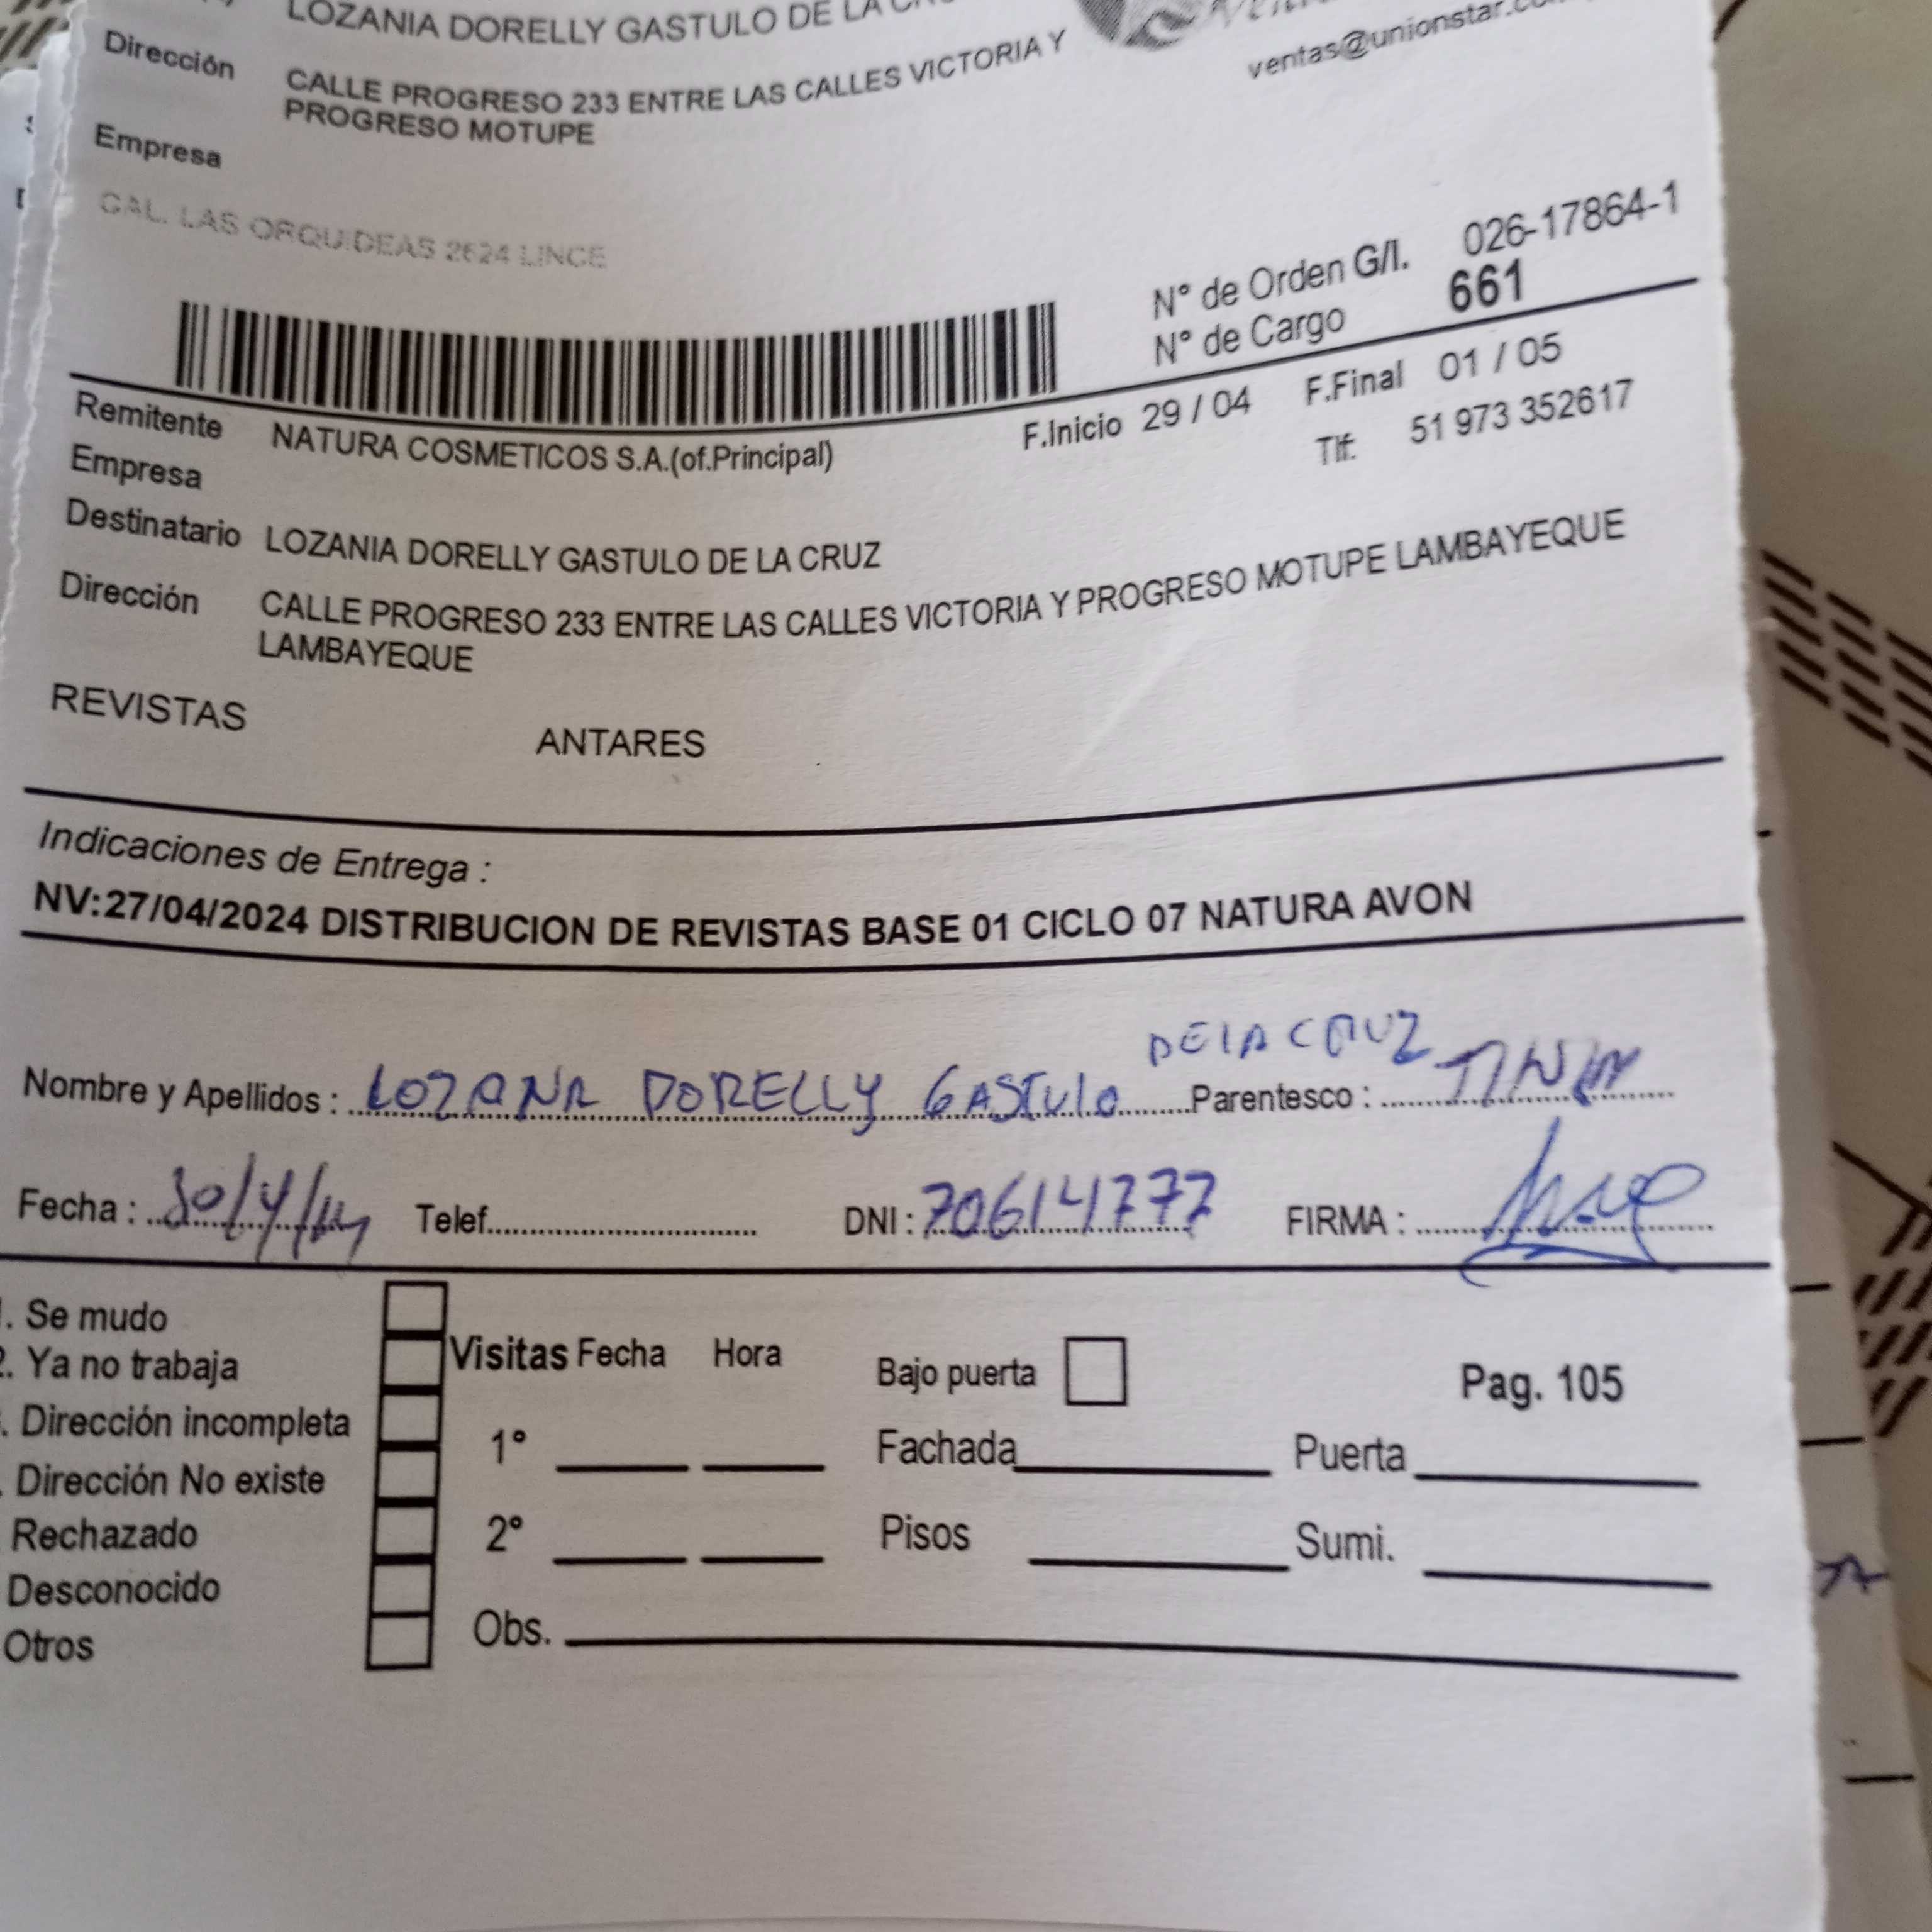 LOZANIA DORELLY GASTULO DE LA
Dirección CALLE PROGRESO 233 ENTRE LAS CALLES VICTORIA Y
PROGRESO MOTUPE
ventas@unionstar.
Empresa
CAL. LAS ORQUIDEAS 2624 LINCE
N° de Orden G/I. 026-17864-1
N° de Cargo 661
Remitente NATURA COSMETICOS S.A.(of.Principal) F.Inicio 29 / 04 F.Final 01 / 05
Empresa Tlf: 51 973 352617
Destinatario LOZANIA DORELLY GASTULO DE LA CRUZ
Dirección CALLE PROGRESO 233 ENTRE LAS CALLES VICTORIA Y PROGRESO MOTUPE LAMBAYEQUE
LAMBAYEQUE
REVISTAS ANTARES
Indicaciones de Entrega :
NV:27/04/2024 DISTRIBUCION DE REVISTAS BASE 01 CICLO 07 NATURA AVON
DE LA CRUZ
Nombre y Apellidos : LOZANA DORELLY GASTULO Parentesco :
Fecha : 30/4/ Telef. DNI : 70614777 FIRMA :
1. Se mudo
2. Ya no trabaja Visitas Fecha Hora Bajo puerta Pag. 105
. Dirección incompleta 1° Fachada Puerta
. Dirección No existe
Rechazado 2° Pisos Sumi.
Desconocido
Otros Obs.